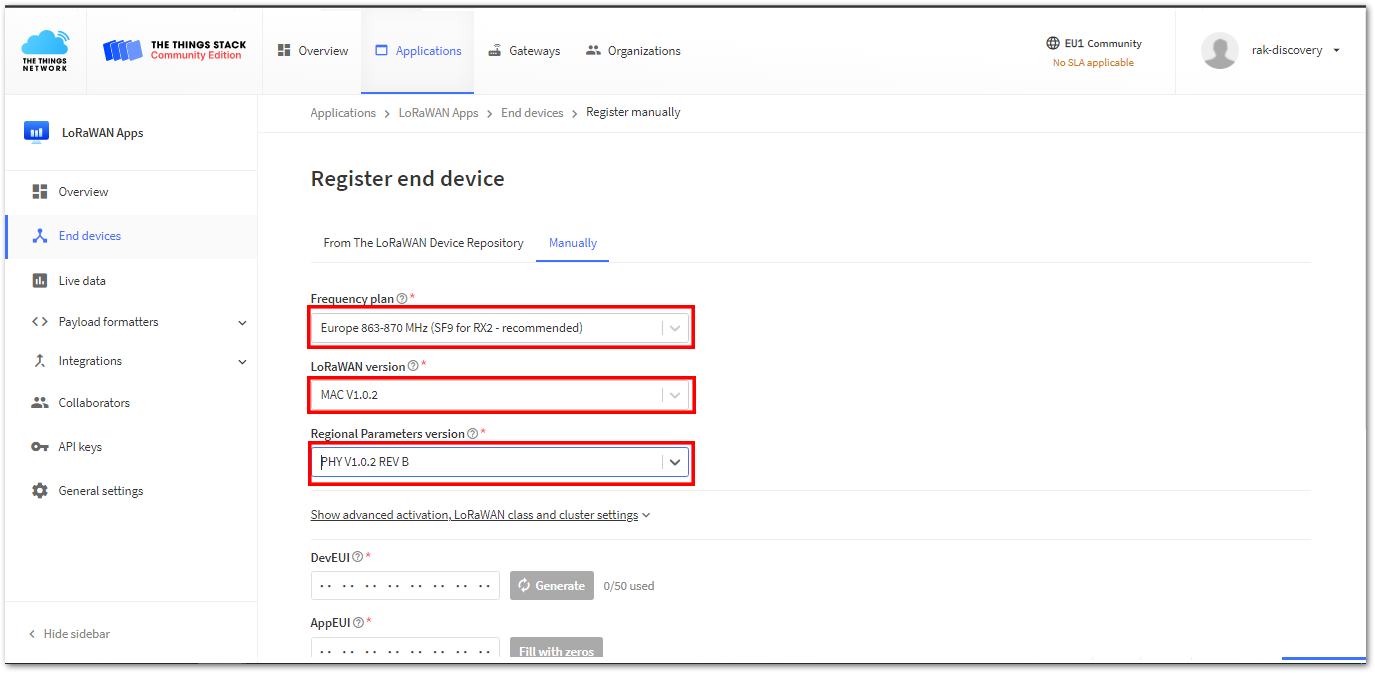 THE THINGS
NETWORK
THE THINGS STACK
Community Edition
Overview
Applications
Gateways
Organizations
EU1 Community
No SLA applicable
rak-discovery
LoRaWAN Apps
Overview
End devices
Live data
Payload formatters
Integrations
Collaborators
API keys
General settings
Hide sidebar
Applications > LoRaWAN Apps > End devices > Register manually
Register end device
From The LoRaWAN Device Repository Manually
Frequency plan ? *
Europe 863-870 MHz (SF9 for RX2 - recommended)
LoRaWAN version ? *
MAC V1.0.2
Regional Parameters version ? *
PHY V1.0.2 REV B
Show advanced activation, LoRaWAN class and cluster settings
DevEUI ? *
·· ·· ·· ·· ·· ·· ·· ·· Generate 0/50 used
AppEUI ? *
·· ·· ·· ·· ·· ·· ·· ·· Fill with zeros